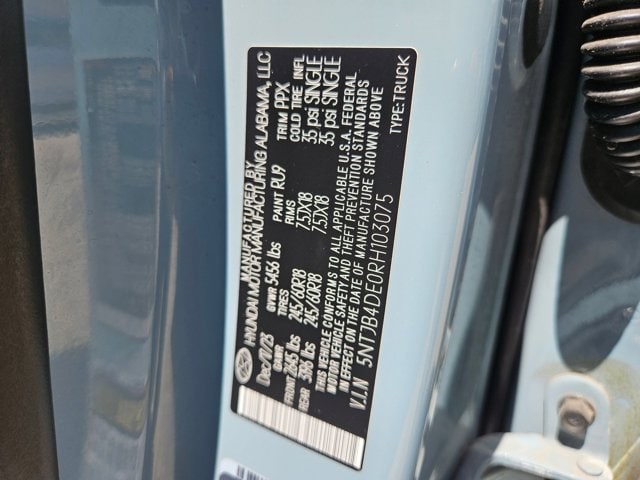 MANUFACTURED BY
HYUNDAI MOTOR MANUFACTURING ALABAMA, LLC
Dec/07/23 GVWR 5456 lbs PAINT RJ9 TRIM PPX
GAWR TIRES RIMS COLD TIRE INFL
FRONT 2845 lbs 245/60R18 7.5JX18 35 psi SINGLE
REAR lbs 245/60R18 7.5JX18 35 psi SINGLE
THIS VEHICLE CONFORMS TO ALL APPLICABLE U.S.A. FEDERAL
MOTOR VEHICLE SAFETY AND THEFT PREVENTION STANDARDS
IN EFFECT ON THE DATE OF MANUFACTURE SHOWN ABOVE
V.I.N 5NTJB4DE0RH103075 TYPE:TRUCK